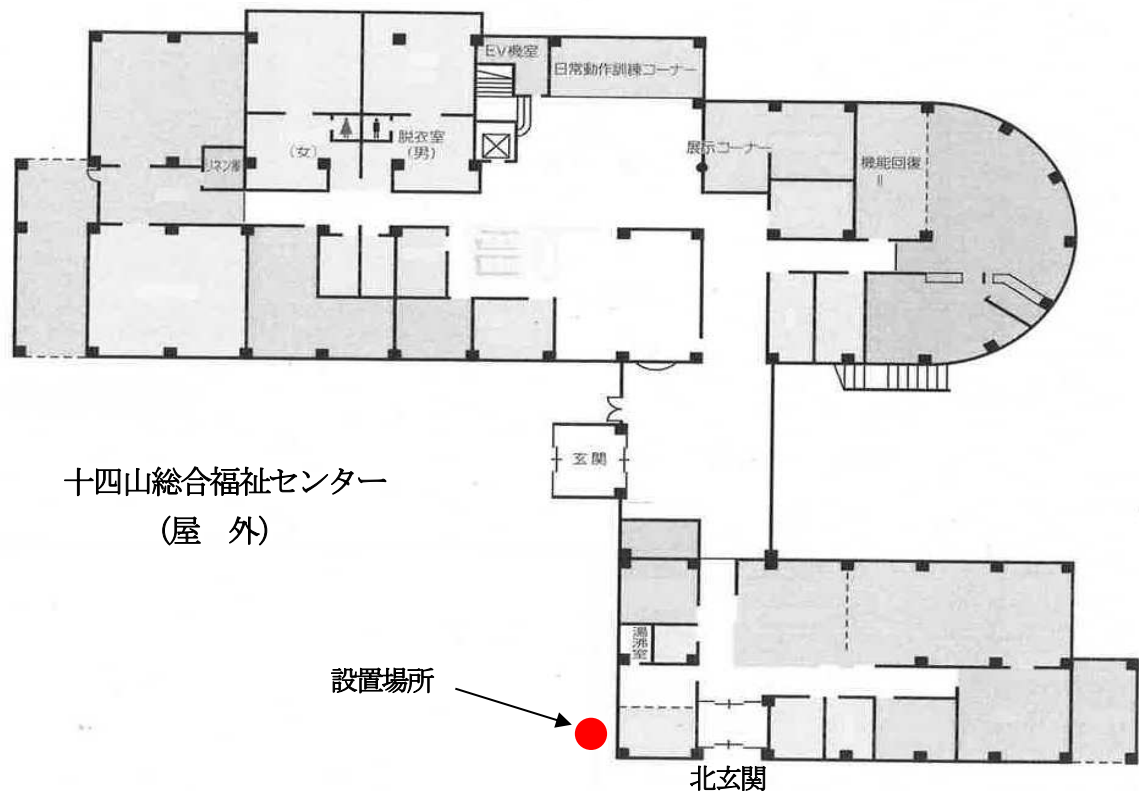 EV機室
日常動作訓練コーナー
脱衣室
(男)
(女)
リネン庫
展示コーナー
機能回復
Ⅱ
玄関
十四山総合福祉センター
(屋　外)
湯沸室
設置場所
北玄関